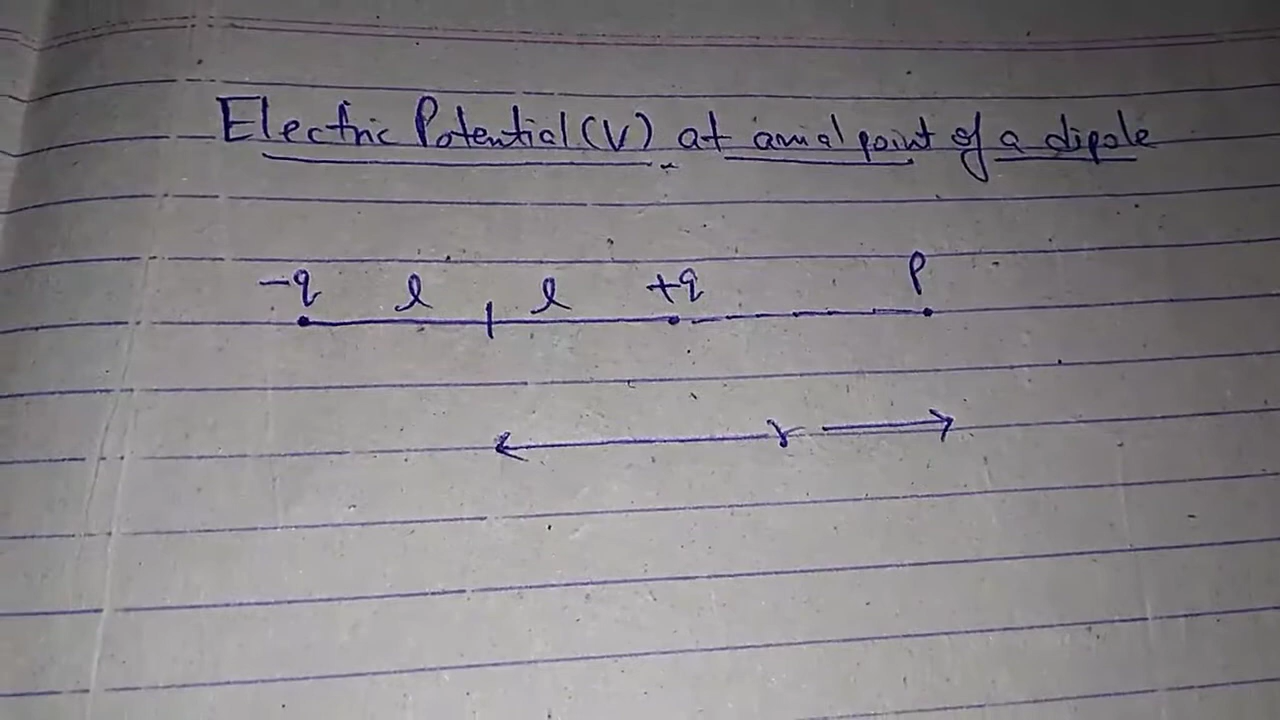 Electric Potential (V) at axial point of a dipole
-q l l +q P
r